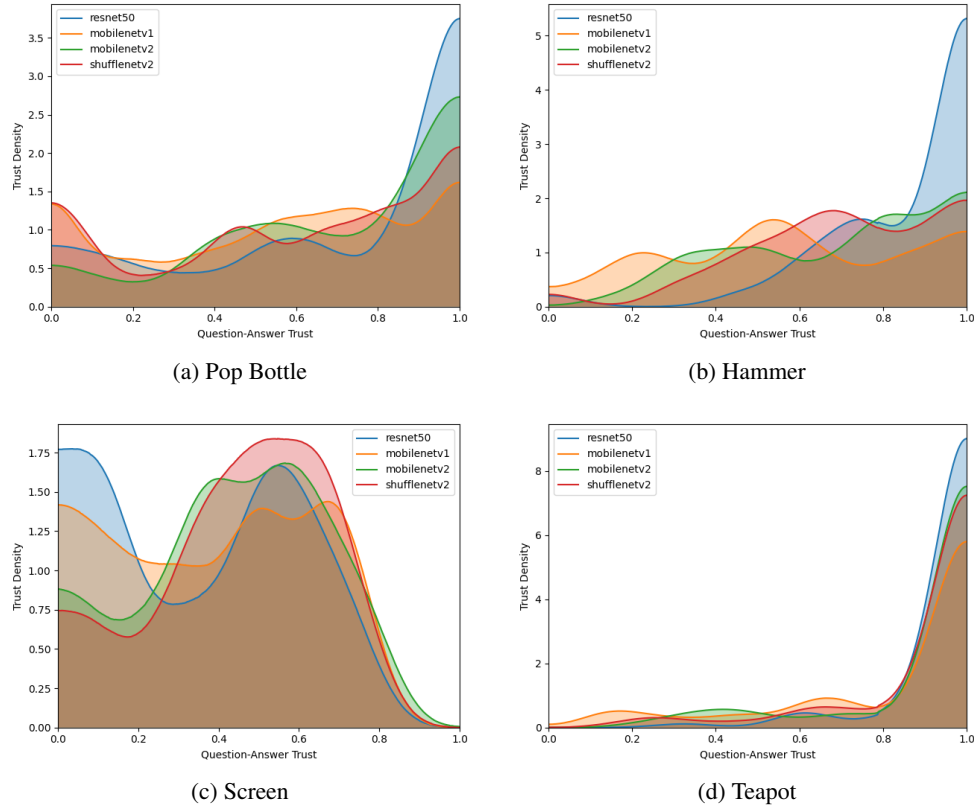 resnet50
mobilenetv1
mobilenetv2
shufflenetv2
Trust Density
3.5
3.0
2.5
2.0
1.5
1.0
0.5
0.0
0.0 0.2 0.4 0.6 0.8 1.0
Question-Answer Trust
(a) Pop Bottle
resnet50
mobilenetv1
mobilenetv2
shufflenetv2
Trust Density
5
4
3
2
1
0
0.0 0.2 0.4 0.6 0.8 1.0
Question-Answer Trust
(b) Hammer
resnet50
mobilenetv1
mobilenetv2
shufflenetv2
Trust Density
1.75
1.50
1.25
1.00
0.75
0.50
0.25
0.00
0.0 0.2 0.4 0.6 0.8 1.0
Question-Answer Trust
(c) Screen
resnet50
mobilenetv1
mobilenetv2
shufflenetv2
Trust Density
8
6
4
2
0
0.0 0.2 0.4 0.6 0.8 1.0
Question-Answer Trust
(d) Teapot